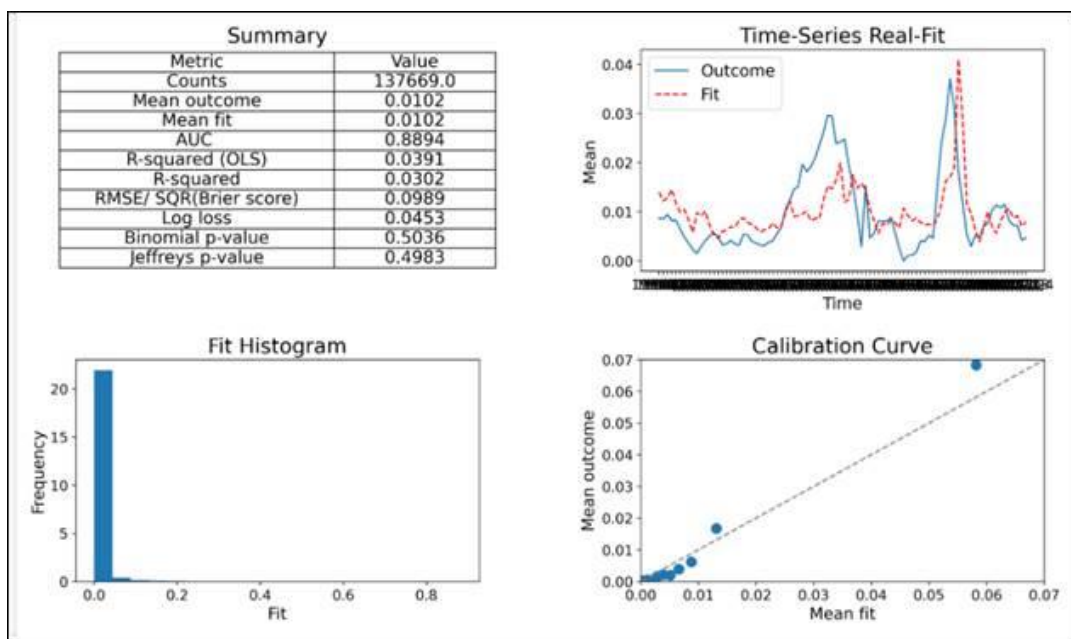 Summary
Metric Value
Counts 137669.0
Mean outcome 0.0102
Mean fit 0.0102
AUC 0.8894
R-squared (OLS) 0.0391
R-squared 0.0302
RMSE/ SQR(Brier score) 0.0989
Log loss 0.0453
Binomial p-value 0.5036
Jeffreys p-value 0.4983
Time-Series Real-Fit
Outcome
Fit
0.04
0.03
0.02
0.01
0.00
Mean
Time
Fit Histogram
20
15
10
5
0
Frequency
0.0 0.2 0.4 0.6 0.8
Fit
Calibration Curve
0.07
0.06
0.05
0.04
0.03
0.02
0.01
0.00
Mean outcome
0.00 0.01 0.02 0.03 0.04 0.05 0.06 0.07
Mean fit